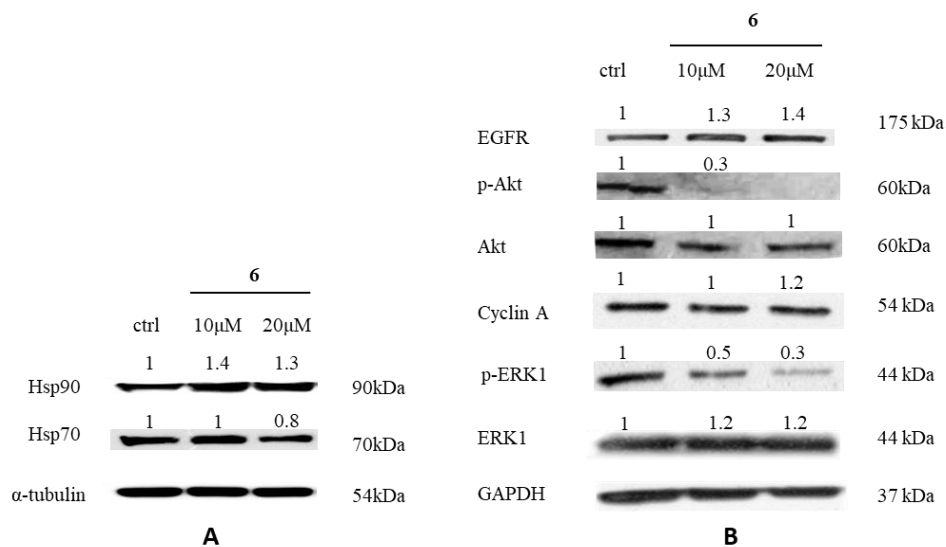 6
ctrl 10μM 20μM
1 1.4 1.3
Hsp90 90kDa
1 1 0.8
Hsp70 70kDa
α-tubulin 54kDa
A
6
ctrl 10μM 20μM
1 1.3 1.4 175 kDa
EGFR
1 0.3
p-Akt 60kDa
1 1 1
Akt 60kDa
1 1 1.2
Cyclin A 54 kDa
1 0.5 0.3
p-ERK1 44 kDa
1 1.2 1.2
ERK1 44 kDa
GAPDH 37 kDa
B